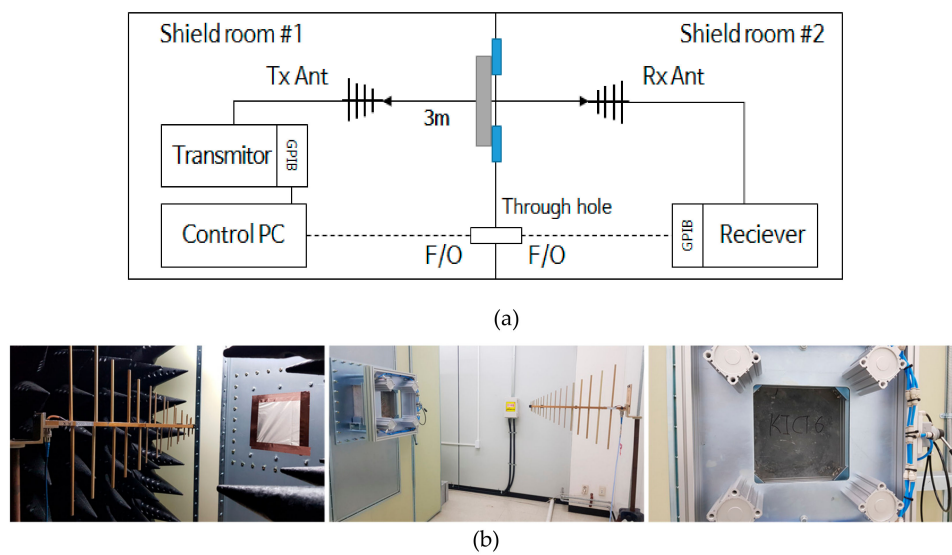 Shield room #1
Shield room #2
Tx Ant
Rx Ant
3m
Transmitor
GPIB
Through hole
Control PC
F/O
F/O
GPIB
Reciever
(a)
KICT6
(b)